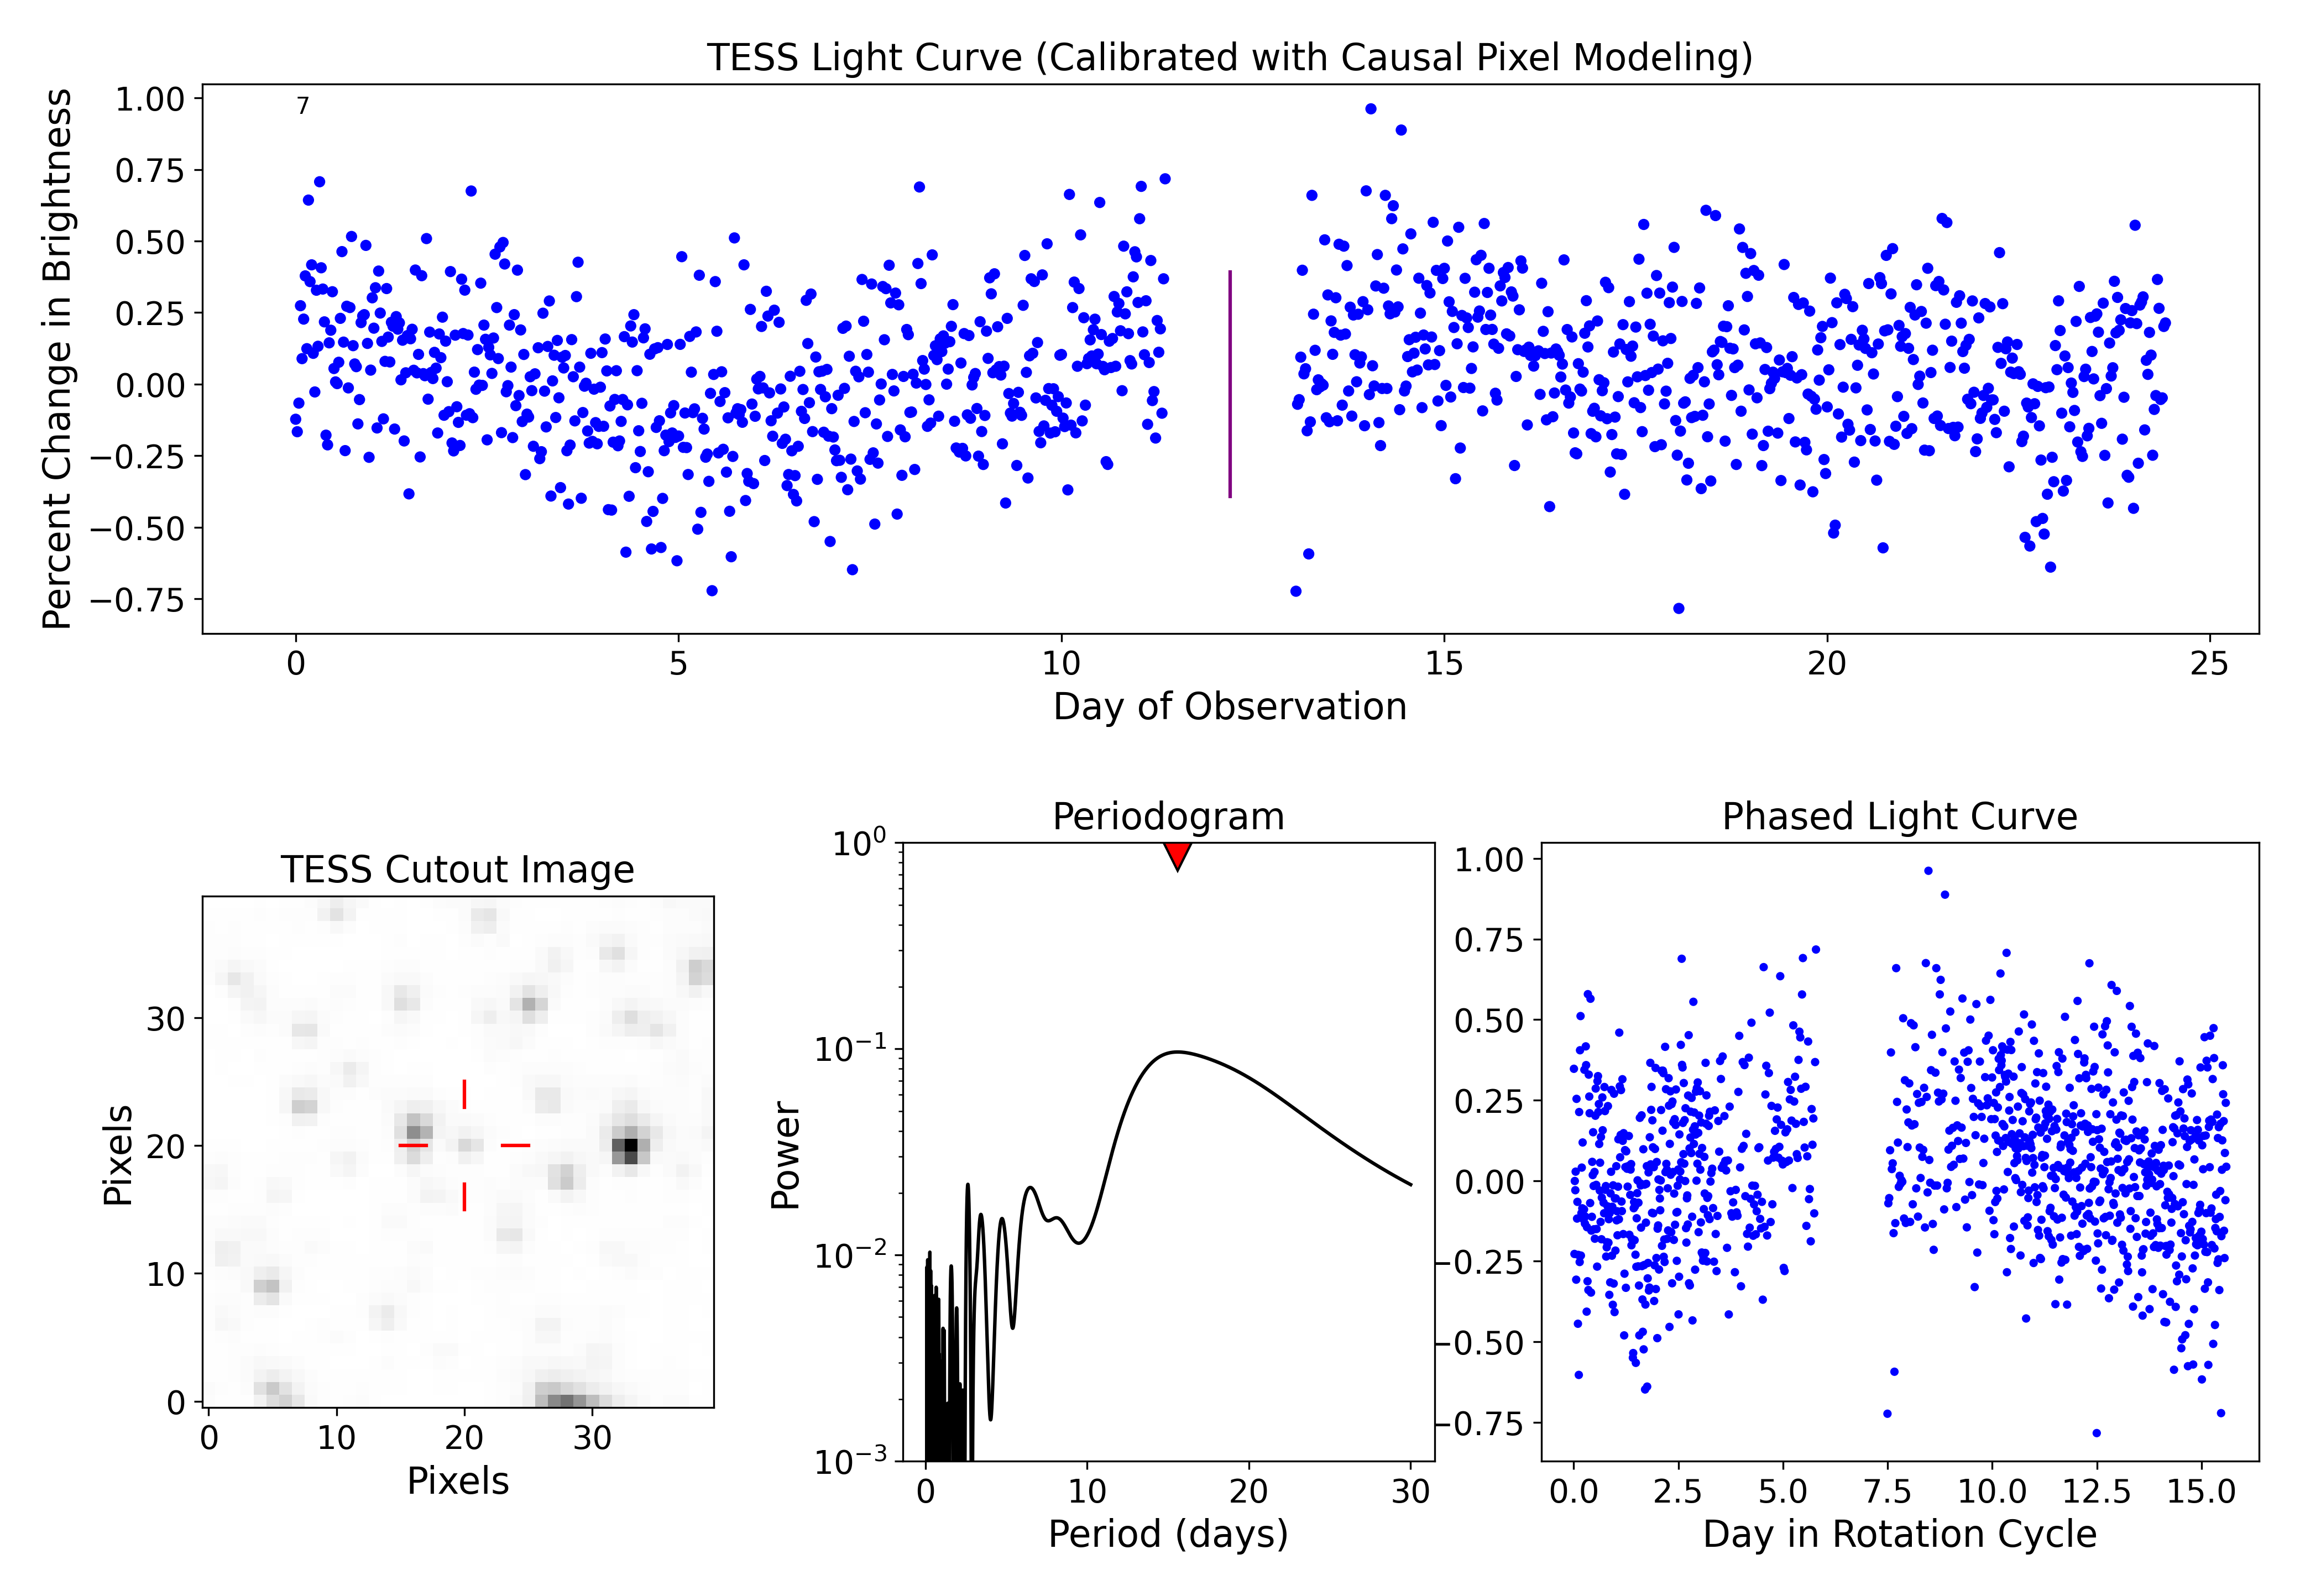 TESS Light Curve (Calibrated with Causal Pixel Modeling)
Percent Change in Brightness
1.00
0.75
0.50
0.25
0.00
−0.25
−0.50
−0.75
7
0 5 10 15 20 25
Day of Observation
TESS Cutout Image
Pixels
30
20
10
0
0 10 20 30
Pixels
Periodogram
Power
10⁰
10⁻¹
10⁻²
10⁻³
0 10 20 30
Period (days)
Phased Light Curve
1.00
0.75
0.50
0.25
0.00
−0.25
−0.50
−0.75
0.0 2.5 5.0 7.5 10.0 12.5 15.0
Day in Rotation Cycle